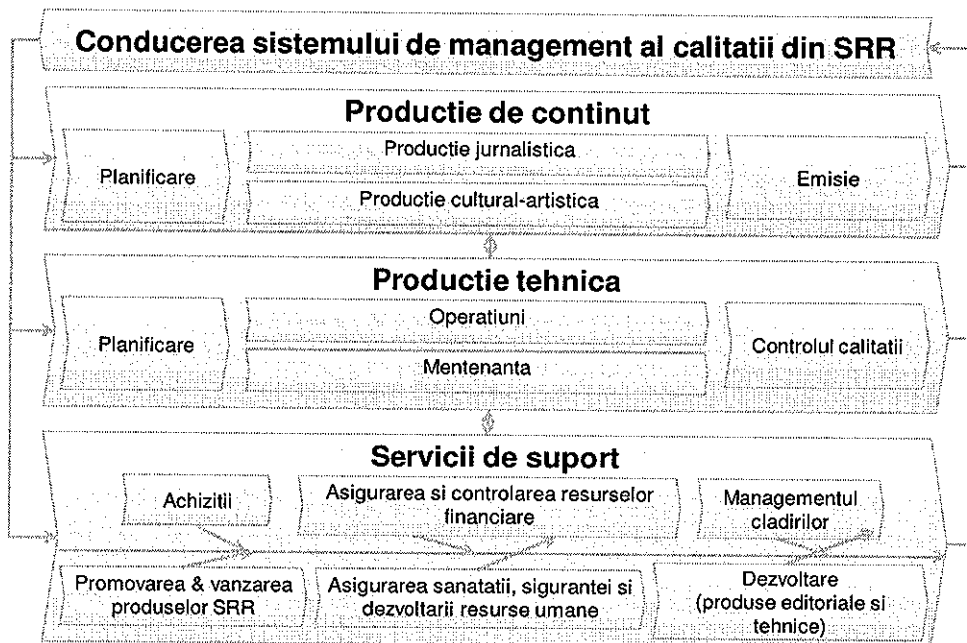 Conducerea sistemului de management al calitatii din SRR
Productie de continut
Planificare
Productie jurnalistica
Productie cultural-artistica
Emisie
Productie tehnica
Planificare
Operatiuni
Mentenanta
Controlul calitatii
Servicii de suport
Achizitii
Asigurarea si controlarea resurselor
financiare
Managementul
cladirilor
Promovarea & vanzarea
produselor SRR
Asigurarea sanatatii, sigurantei si
dezvoltarii resurse umane
Dezvoltare
(produse editoriale si
tehnice)